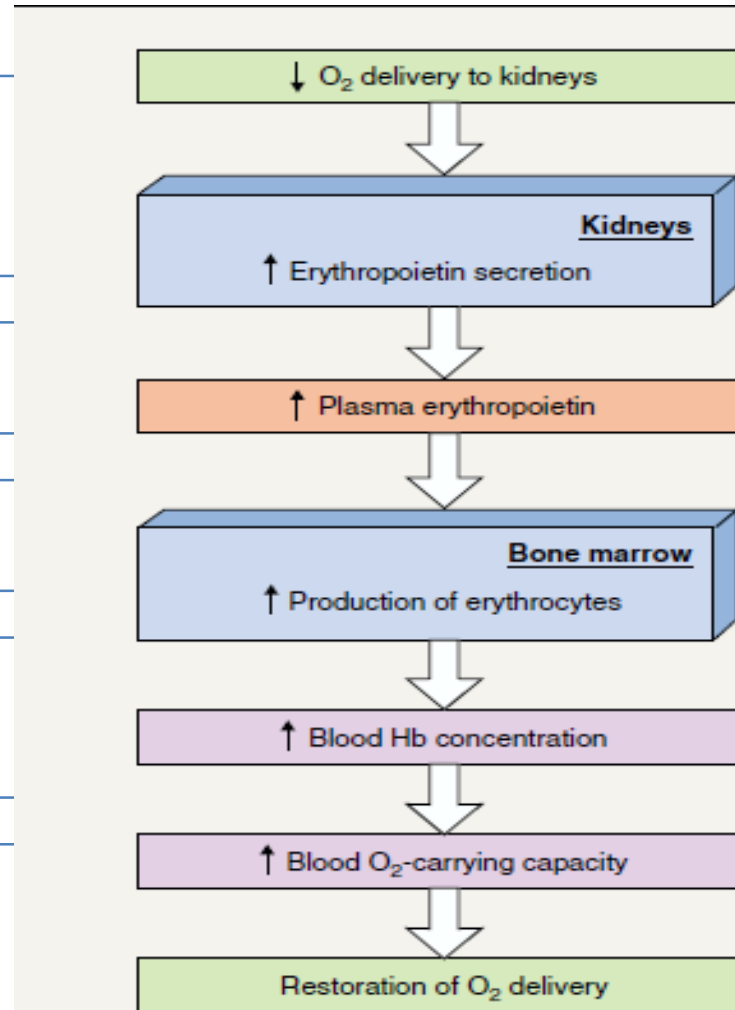 ↓ O₂ delivery to kidneys
Kidneys
↑ Erythropoietin secretion
↑ Plasma erythropoietin
Bone marrow
↑ Production of erythrocytes
↑ Blood Hb concentration
↑ Blood O₂-carrying capacity
Restoration of O₂ delivery